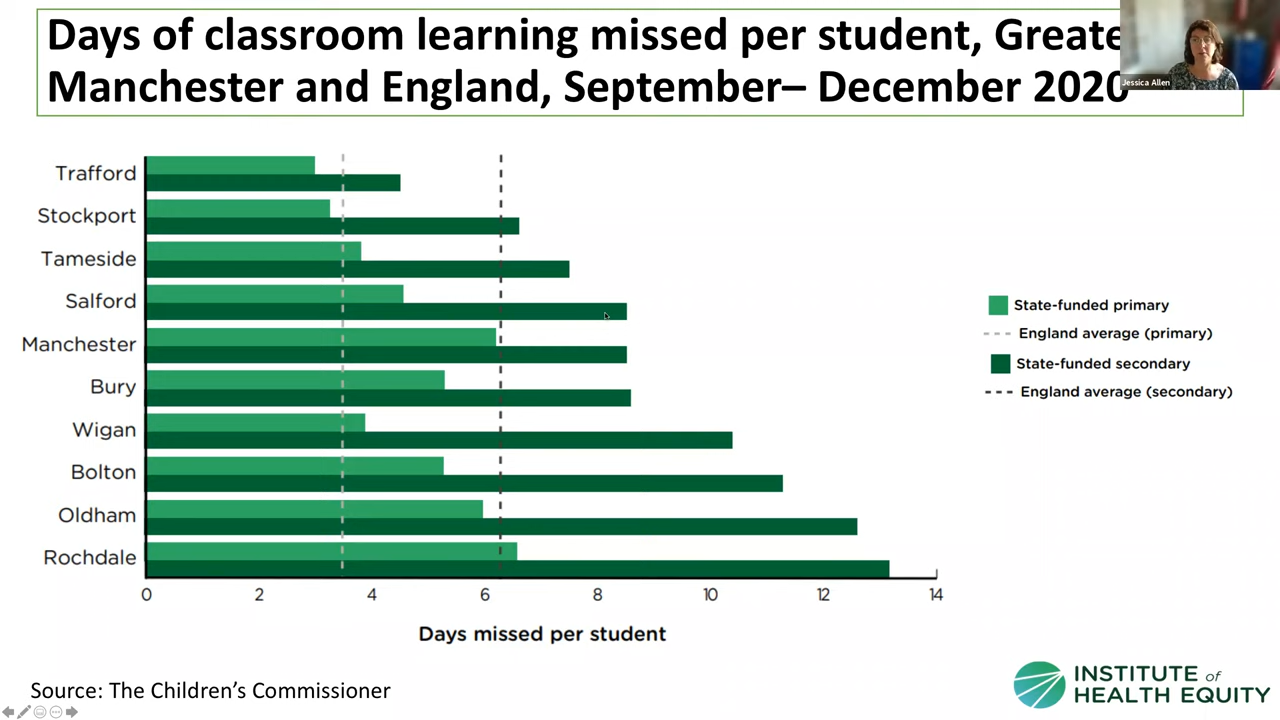 Days of classroom learning missed per student, Greate
Manchester and England, September– December 2020
Jessica Allen
Trafford
Stockport
Tameside
Salford
Manchester
Bury
Wigan
Bolton
Oldham
Rochdale
0 2 4 6 8 10 12 14
Days missed per student
State-funded primary
England average (primary)
State-funded secondary
England average (secondary)
Source: The Children’s Commissioner
INSTITUTE of
HEALTH EQUITY